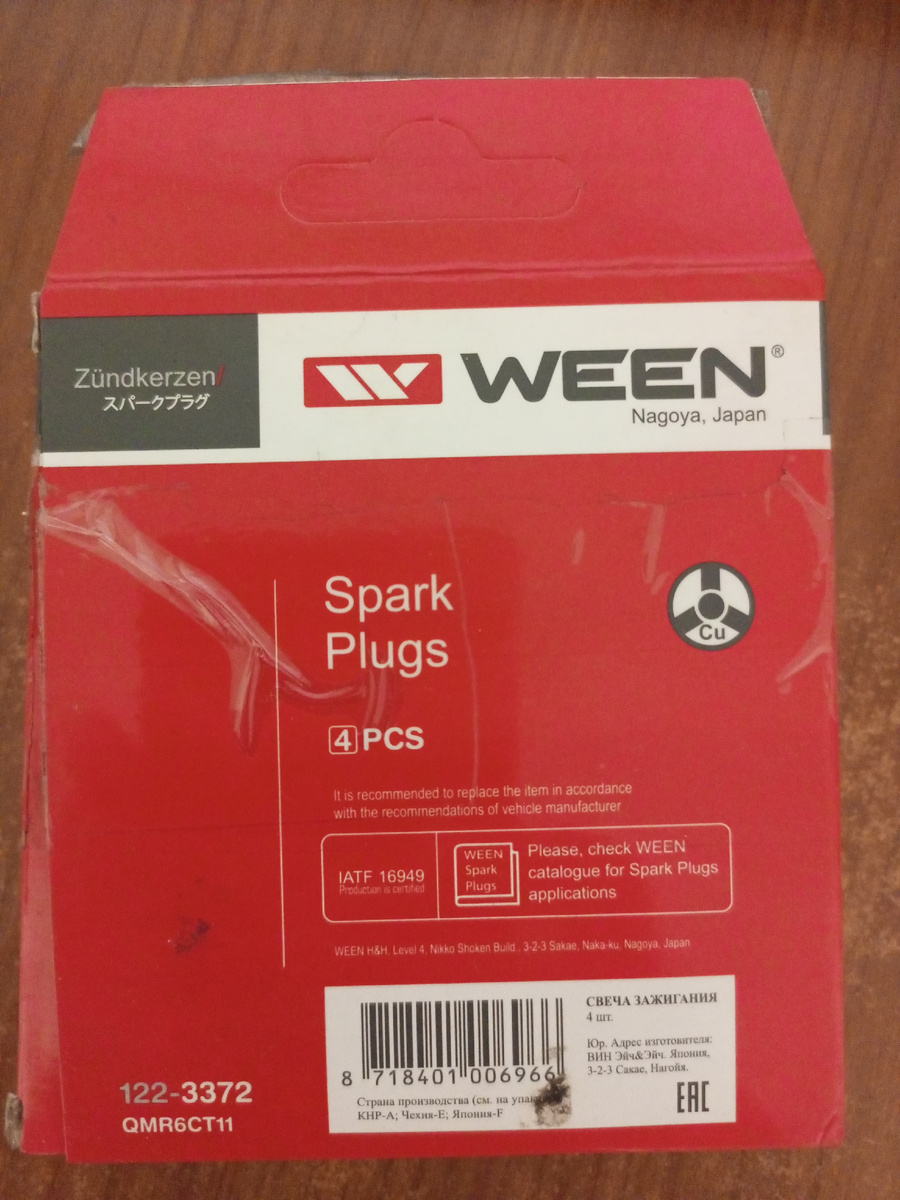 Zündkerzen/
スパークプラグ
WEEN®
Nagoya, Japan
Spark
Plugs
Cu
4 PCS
It is recommended to replace the item in accordance
with the recommendations of vehicle manufacturer
IATF 16949
Production is certified
WEEN
Spark
Plugs
Please, check WEEN
catalogue for Spark Plugs
applications
WEEN H&H, Level 4, Nikko Shoken Build., 3-2-3 Sakae, Naka-ku, Nagoya, Japan
8 718401 006966
СВЕЧА ЗАЖИГАНИЯ
4 шт.
Юр. Адрес изготовителя:
ВИН Эйч&Эйч. Япония,
3-2-3 Сакае, Нагойя.
Страна производства (см. на
КНР-А; Чехия-Е; Япония-F
EAC
122-3372
QMR6CT11